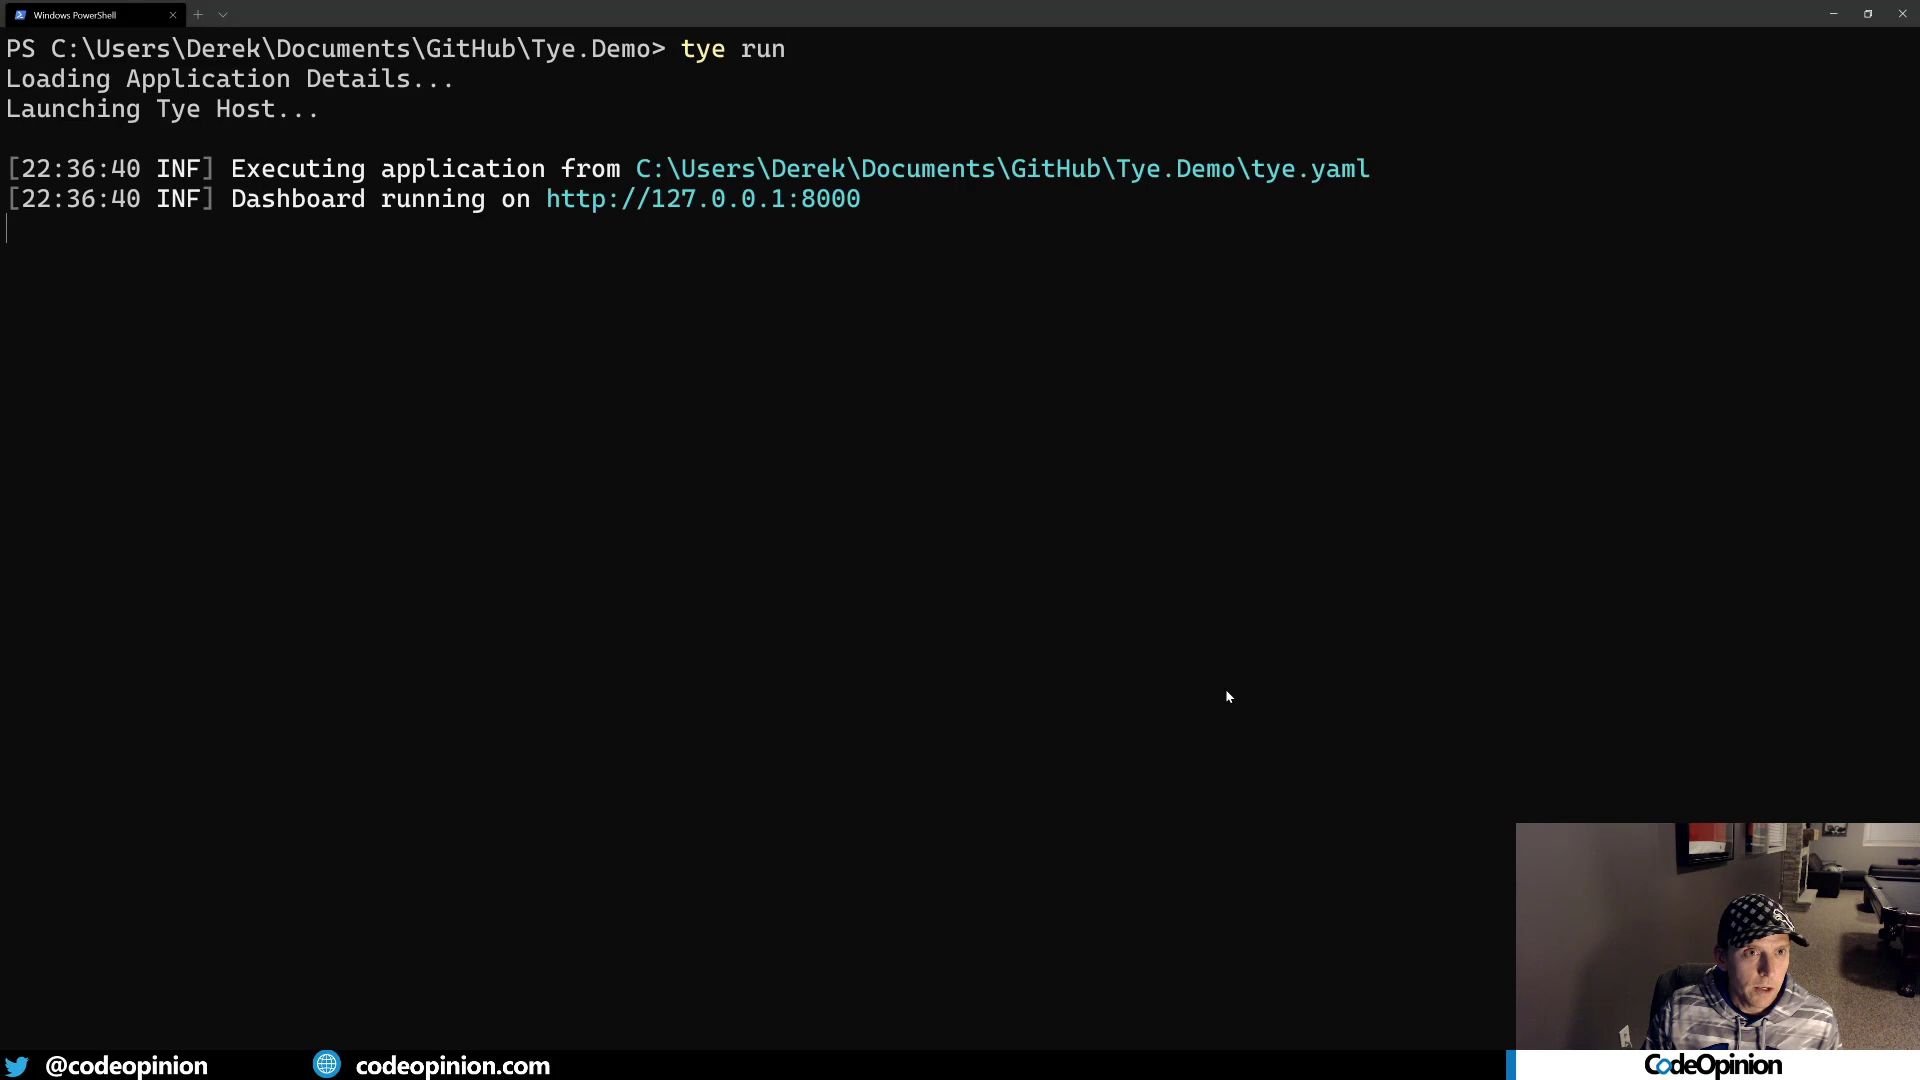 Windows PowerShell
PS C:\Users\Derek\Documents\GitHub\Tye.Demo> tye run
Loading Application Details...
Launching Tye Host...
[22:36:40 INF] Executing application from C:\Users\Derek\Documents\GitHub\Tye.Demo\tye.yaml
[22:36:40 INF] Dashboard running on http://127.0.0.1:8000
@codeopinion
codeopinion.com
CodeOpinion